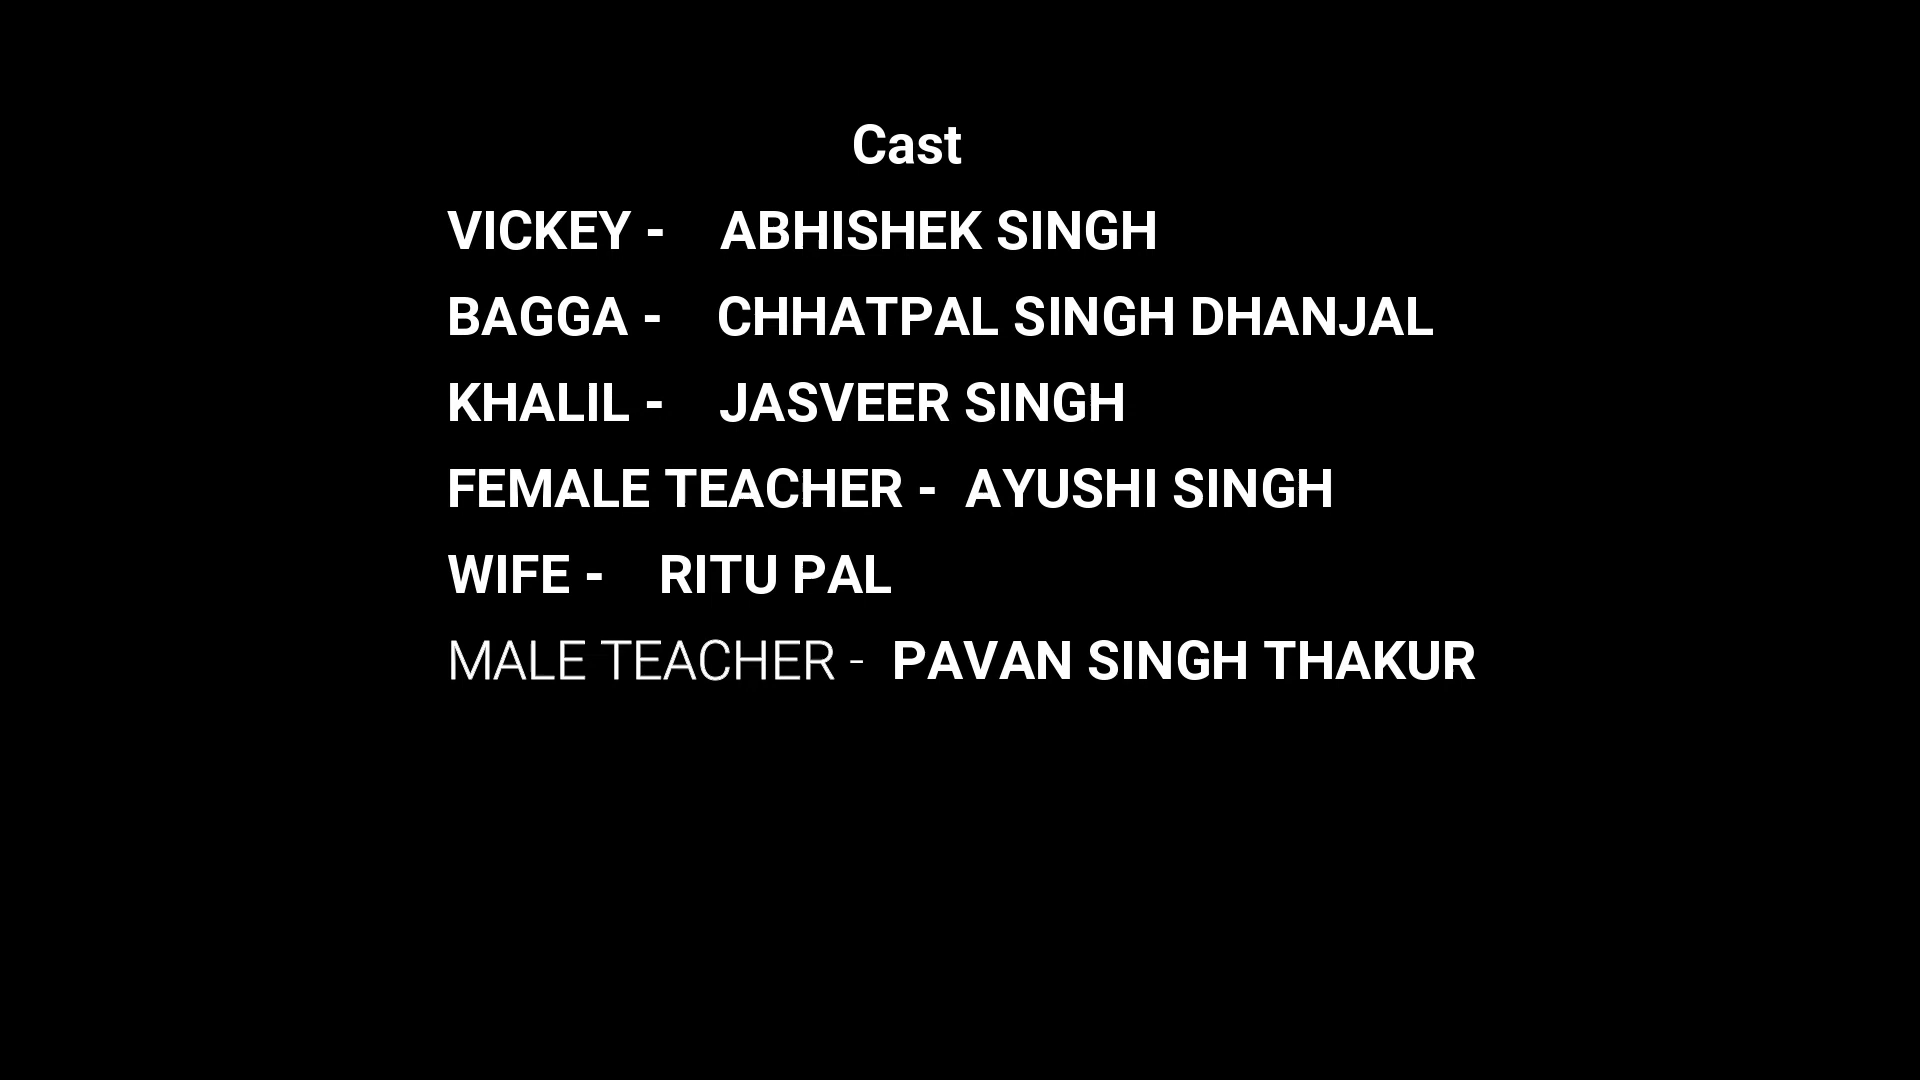 Cast
VICKEY - ABHISHEK SINGH
BAGGA - CHHATPAL SINGH DHANJAL
KHALIL - JASVEER SINGH
FEMALE TEACHER - AYUSHI SINGH
WIFE - RITU PAL
MALE TEACHER - PAVAN SINGH THAKUR